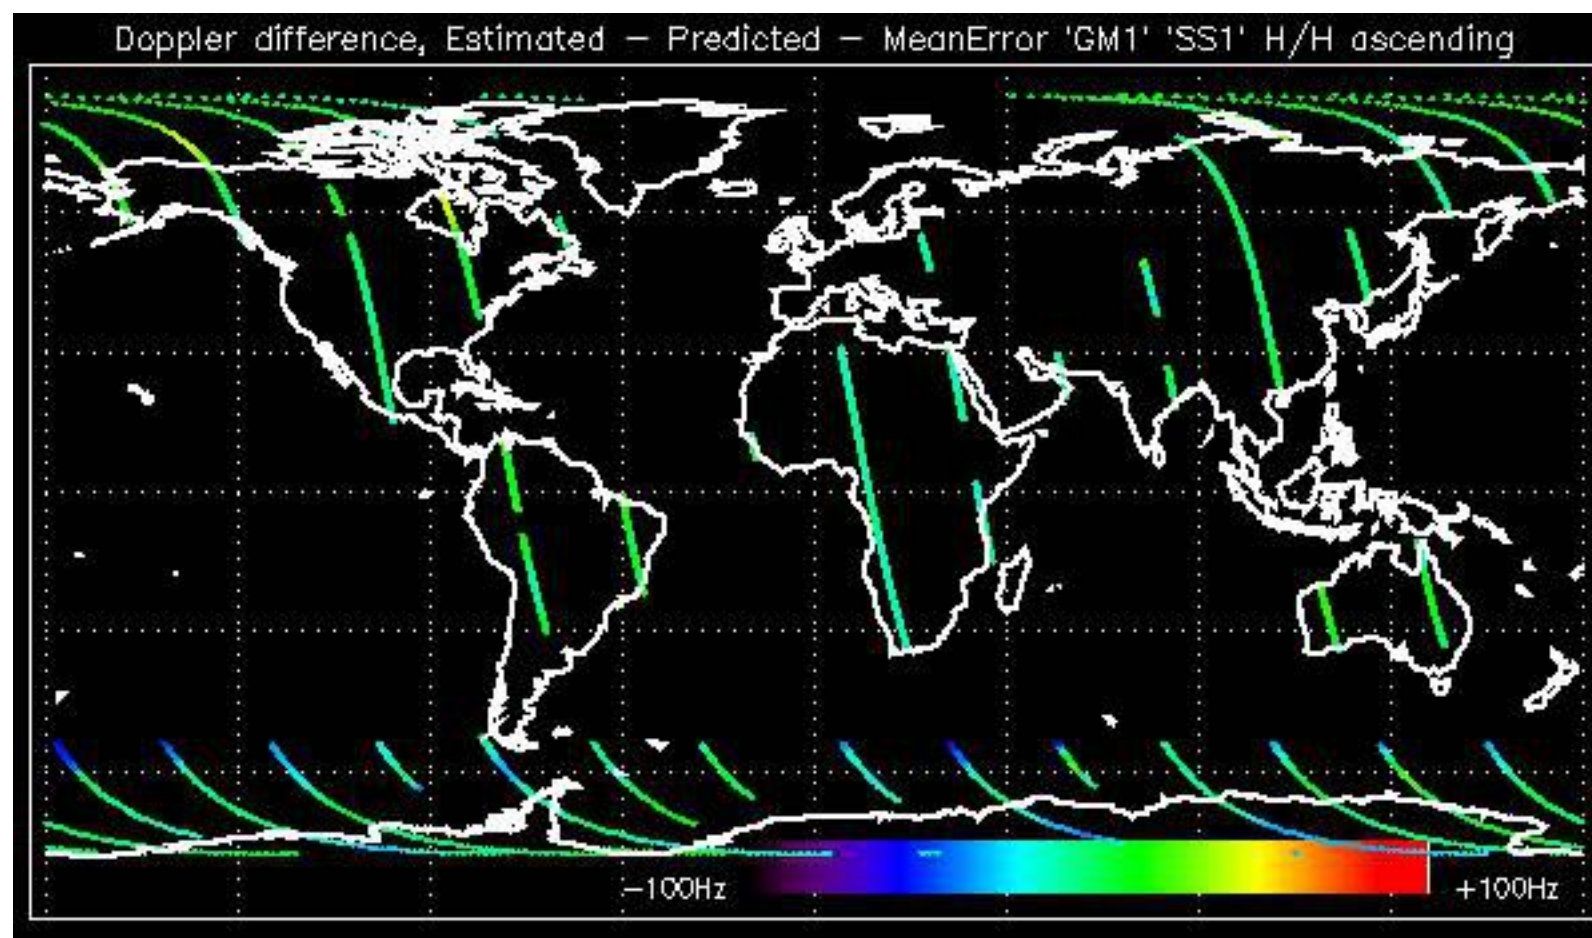 Doppler difference, Estimated – Predicted – MeanError 'GM1' 'SS1' H/H ascending
–100Hz +100Hz